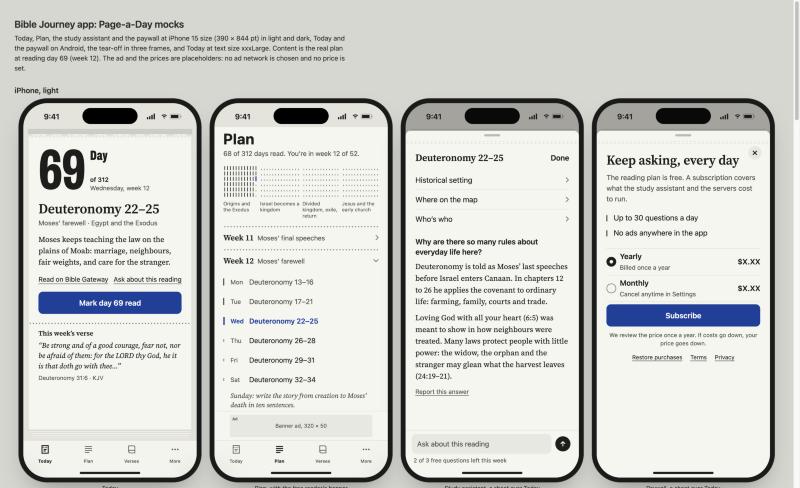 Bible Journey app: Page-a-Day mocks
Today, Plan, the study assistant and the paywall at iPhone 15 size (390 × 844 pt) in light and dark, Today and
the paywall on Android, the tear-off in three frames, and Today at text size xxxLarge. Content is the real plan
at reading day 69 (week 12). The ad and the prices are placeholders: no ad network is chosen and no price is
set.
iPhone, light
9:41
69
Day
of 312
Wednesday, week 12
Deuteronomy 22–25
Moses' farewell · Egypt and the Exodus
Moses keeps teaching the law on the
plains of Moab: marriage, neighbours,
fair weights, and care for the stranger.
Read on Bible Gateway Ask about this reading
Mark day 69 read
This week's verse
"Be strong and of a good courage, fear not, nor
be afraid of them: for the LORD thy God, he it
is that doth go with thee…"
Deuteronomy 31:6 · KJV
Today Plan Verses More
Today
9:41
Plan
68 of 312 days read. You're in week 12 of 52.
Origins and
the Exodus
Israel becomes a
kingdom
Divided
kingdom, exile,
return
Jesus and the
early church
Week 11 Moses' final speeches
Week 12 Moses' farewell
Mon Deuteronomy 13–16
Tue Deuteronomy 17–21
Wed Deuteronomy 22–25
Thu Deuteronomy 26–28
Fri Deuteronomy 29–31
Sat Deuteronomy 32–34
Sunday: write the story from creation to Moses'
death in ten sentences.
Ad
Banner ad, 320 × 50
Today Plan Verses More
9:41
Deuteronomy 22–25 Done
Historical setting
Where on the map
Who's who
Why are there so many rules about
everyday life here?
Deuteronomy is told as Moses' last speeches
before Israel enters Canaan. In chapters 12
to 26 he applies the covenant to ordinary
life: farming, family, courts and trade.
Loving God with all your heart (6:5) was
meant to show in how neighbours were
treated. Many laws protect people with little
power: the widow, the orphan and the
stranger may glean what the harvest leaves
(24:19–21).
Report this answer
Ask about this reading
2 of 3 free questions left this week
9:41
Keep asking, every day
The reading plan is free. A subscription covers
what the study assistant and the servers cost
to run.
Up to 30 questions a day
No ads anywhere in the app
Yearly
Billed once a year
$X.XX
Monthly
Cancel anytime in Settings
$X.XX
Subscribe
We review the price once a year. If costs go down, your
price goes down.
Restore purchases Terms Privacy